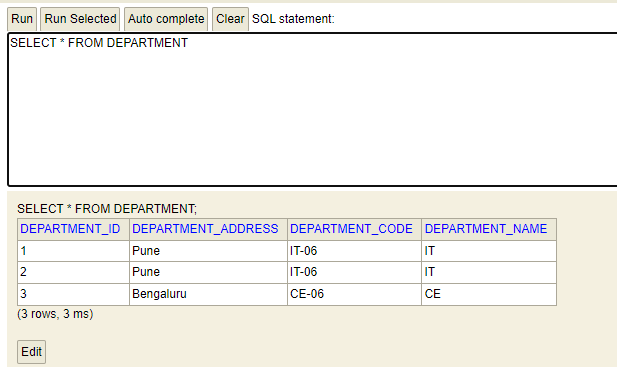 Run Run Selected Auto complete Clear SQL statement:
SELECT * FROM DEPARTMENT
SELECT * FROM DEPARTMENT;
DEPARTMENT_ID DEPARTMENT_ADDRESS DEPARTMENT_CODE DEPARTMENT_NAME
1 Pune IT-06 IT
2 Pune IT-06 IT
3 Bengaluru CE-06 CE
(3 rows, 3 ms)
Edit